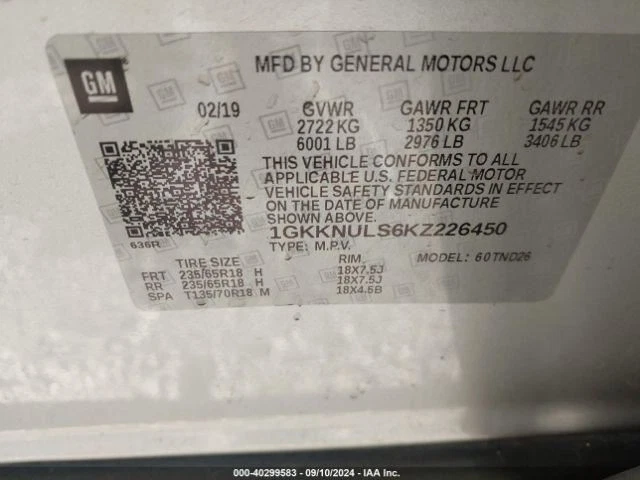 GM
MFD BY GENERAL MOTORS LLC
02/19 GVWR GAWR FRT GAWR RR
2722 KG 1350 KG 1545 KG
6001 LB 2976 LB 3406 LB
THIS VEHICLE CONFORMS TO ALL
APPLICABLE U.S. FEDERAL MOTOR
VEHICLE SAFETY STANDARDS IN EFFECT
ON THE DATE OF MANUFACTURE
SHOWN ABOVE.
1GKKNULS6KZ226450
636R TYPE: M.P.V. MODEL: 60TND26
TIRE SIZE RIM
FRT 235/65R18 H 18X7.5J
RR 235/65R18 H 18X7.5J
SPA T135/70R18 M 18X4.5B
000-40299583 - 09/10/2024 - IAA Inc.